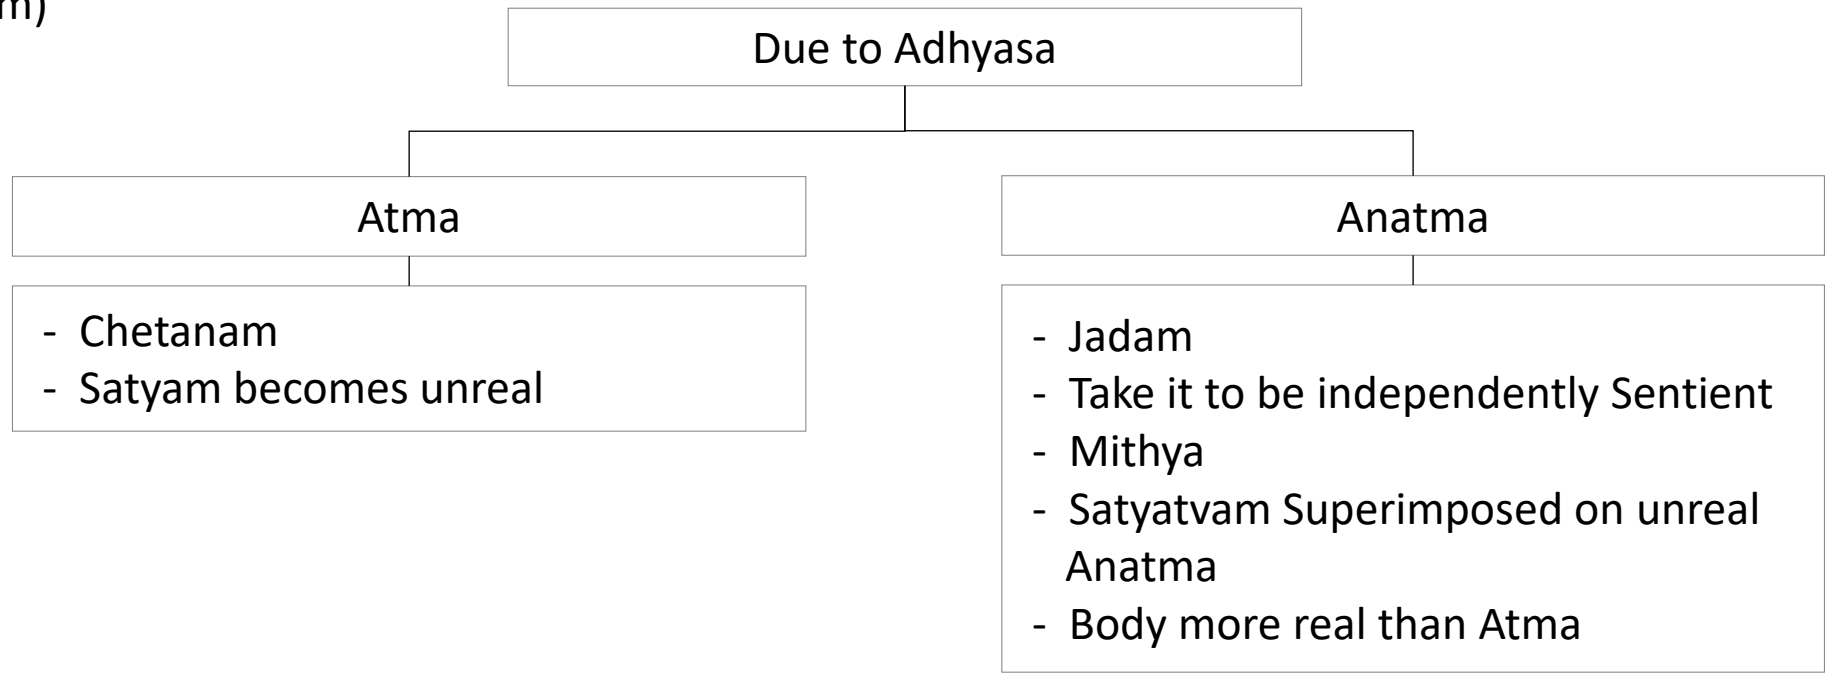 m)
Due to Adhyasa
Atma
Anatma
- Chetanam
- Satyam becomes unreal
- Jadam
- Take it to be independently Sentient
- Mithya
- Satyatvam Superimposed on unreal
Anatma
- Body more real than Atma